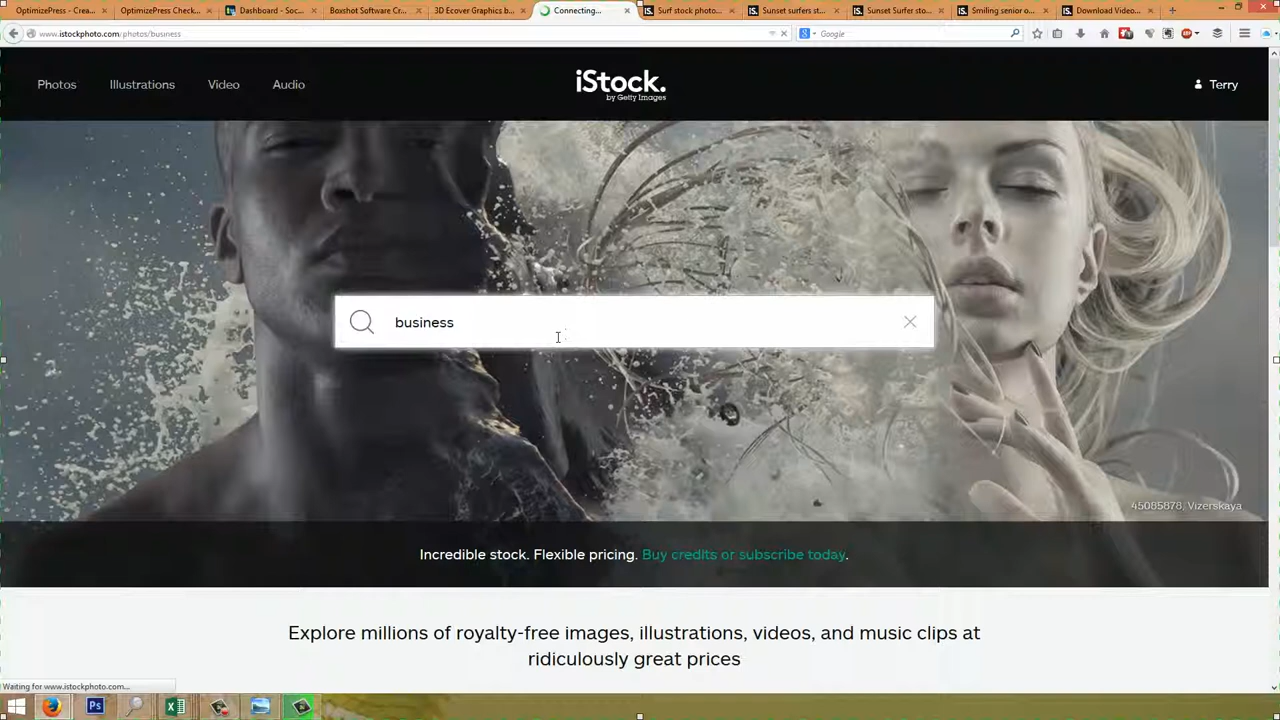 OptimizePress - Crea...
OptimizePress Check...
Dashboard - Soc...
Boxshot Software Cr...
3D Ecover Graphics b...
Connecting...
Surf stock photo...
Sunset surfers st...
Sunset Surfer sto...
Smiling senior o...
Download Video...
www.istockphoto.com/photos/business
Google
Photos
Illustrations
Video
Audio
iStock.
by Getty Images
Terry
business
45085878, Vizerskaya
Incredible stock. Flexible pricing. Buy credits or subscribe today.
Explore millions of royalty-free images, illustrations, videos, and music clips at
ridiculously great prices
Waiting for www.istockphoto.com...
Ps